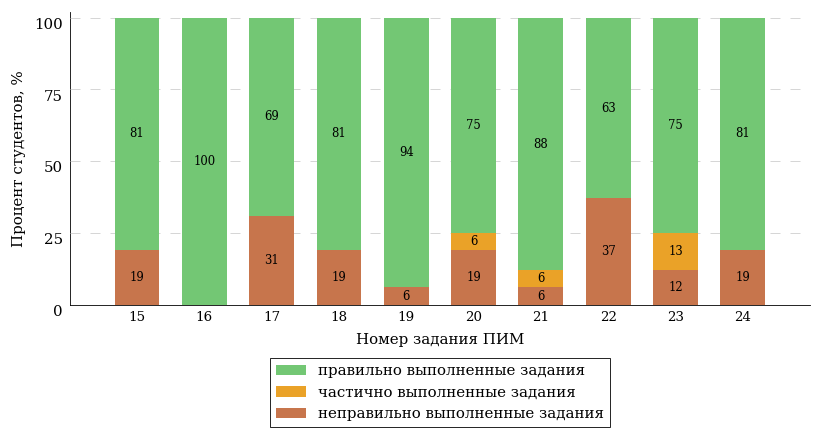 100
75
50
25
0
Процент студентов, %
81 100 69 81 94 75 88 63 75 81
6 6 13
19 31 19 6 19 6 37 12 19
15 16 17 18 19 20 21 22 23 24
Номер задания ПИМ
правильно выполненные задания
частично выполненные задания
неправильно выполненные задания